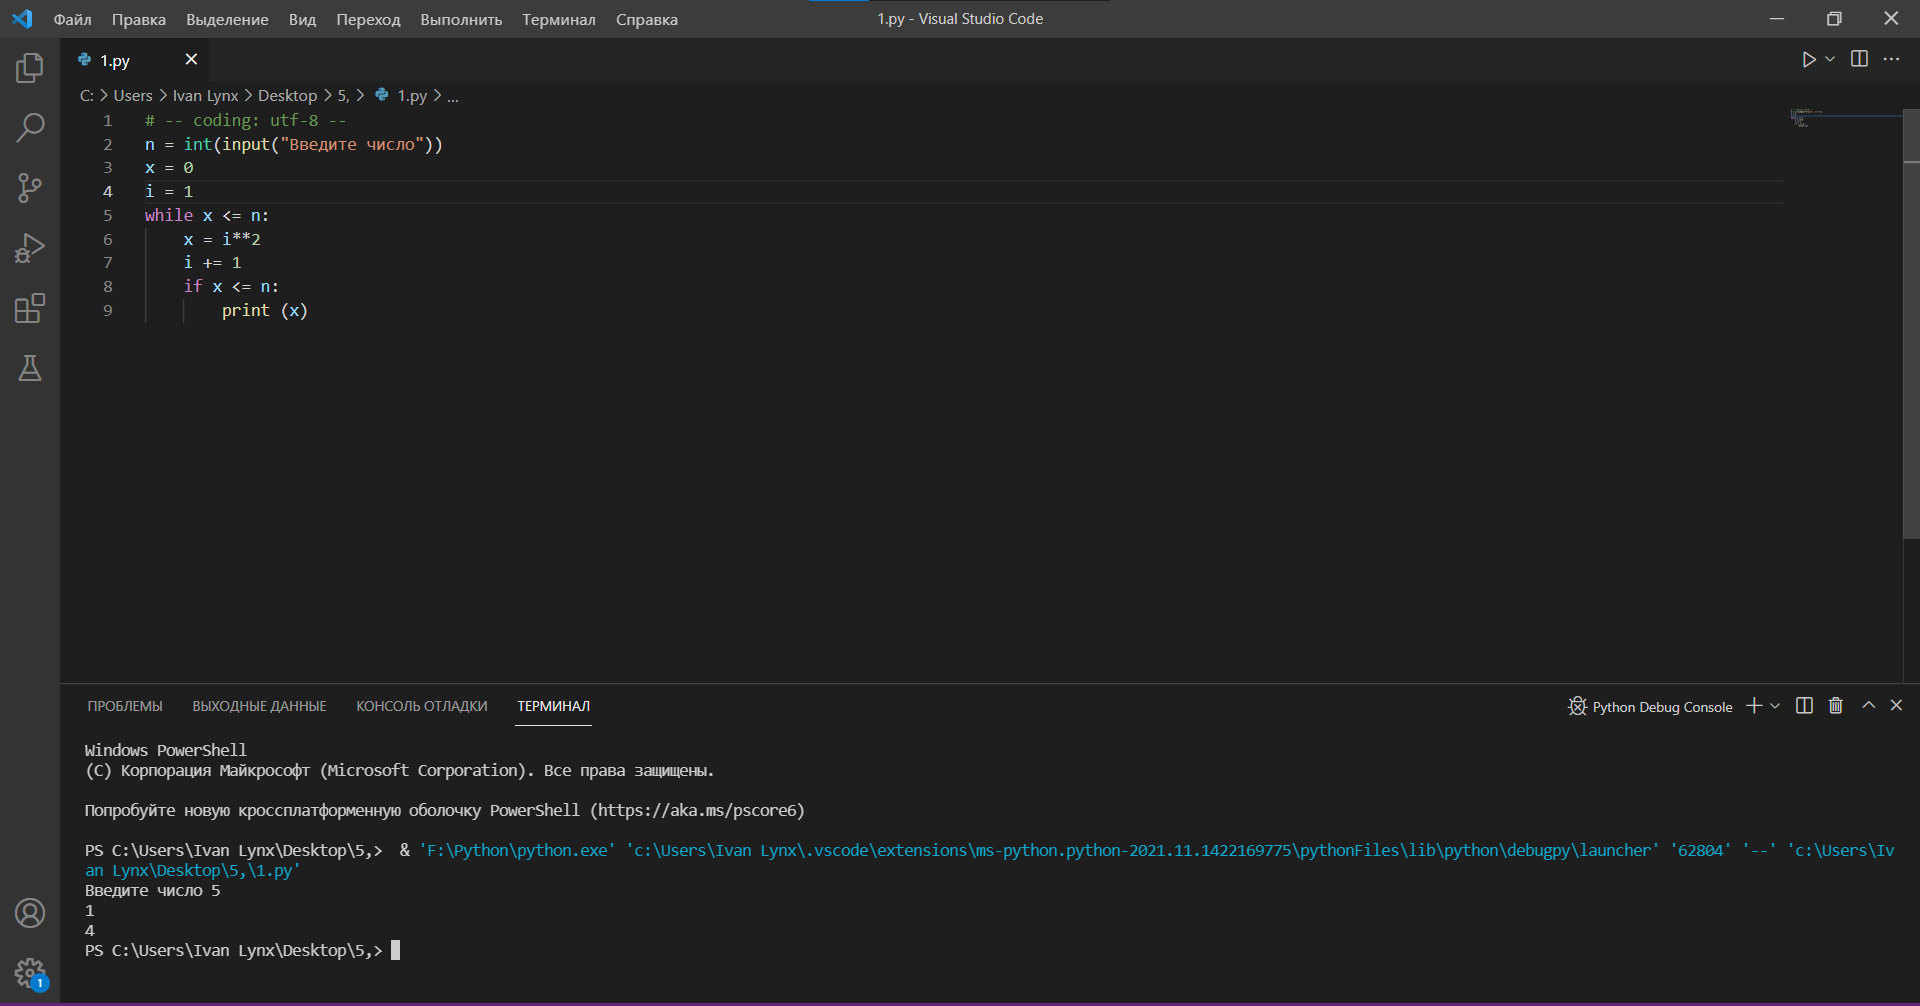 Файл Правка Выделение Вид Переход Выполнить Терминал Справка 1.py - Visual Studio Code
1.py
C: > Users > Ivan Lynx > Desktop > 5, > 1.py > ...
1 # -- coding: utf-8 --
2 n = int(input("Введите число"))
3 x = 0
4 i = 1
5 while x <= n:
6 x = i**2
7 i += 1
8 if x <= n:
9 print (x)
ПРОБЛЕМЫ ВЫХОДНЫЕ ДАННЫЕ КОНСОЛЬ ОТЛАДКИ ТЕРМИНАЛ Python Debug Console
Windows PowerShell
(C) Корпорация Майкрософт (Microsoft Corporation). Все права защищены.
Попробуйте новую кроссплатформенную оболочку PowerShell (https://aka.ms/pscore6)
PS C:\Users\Ivan Lynx\Desktop\5,> & 'F:\Python\python.exe' 'c:\Users\Ivan Lynx\.vscode\extensions\ms-python.python-2021.11.1422169775\pythonFiles\lib\python\debugpy\launcher' '62804' '--' 'c:\Users\Iv
an Lynx\Desktop\5,\1.py'
Введите число 5
1
4
PS C:\Users\Ivan Lynx\Desktop\5,>
1